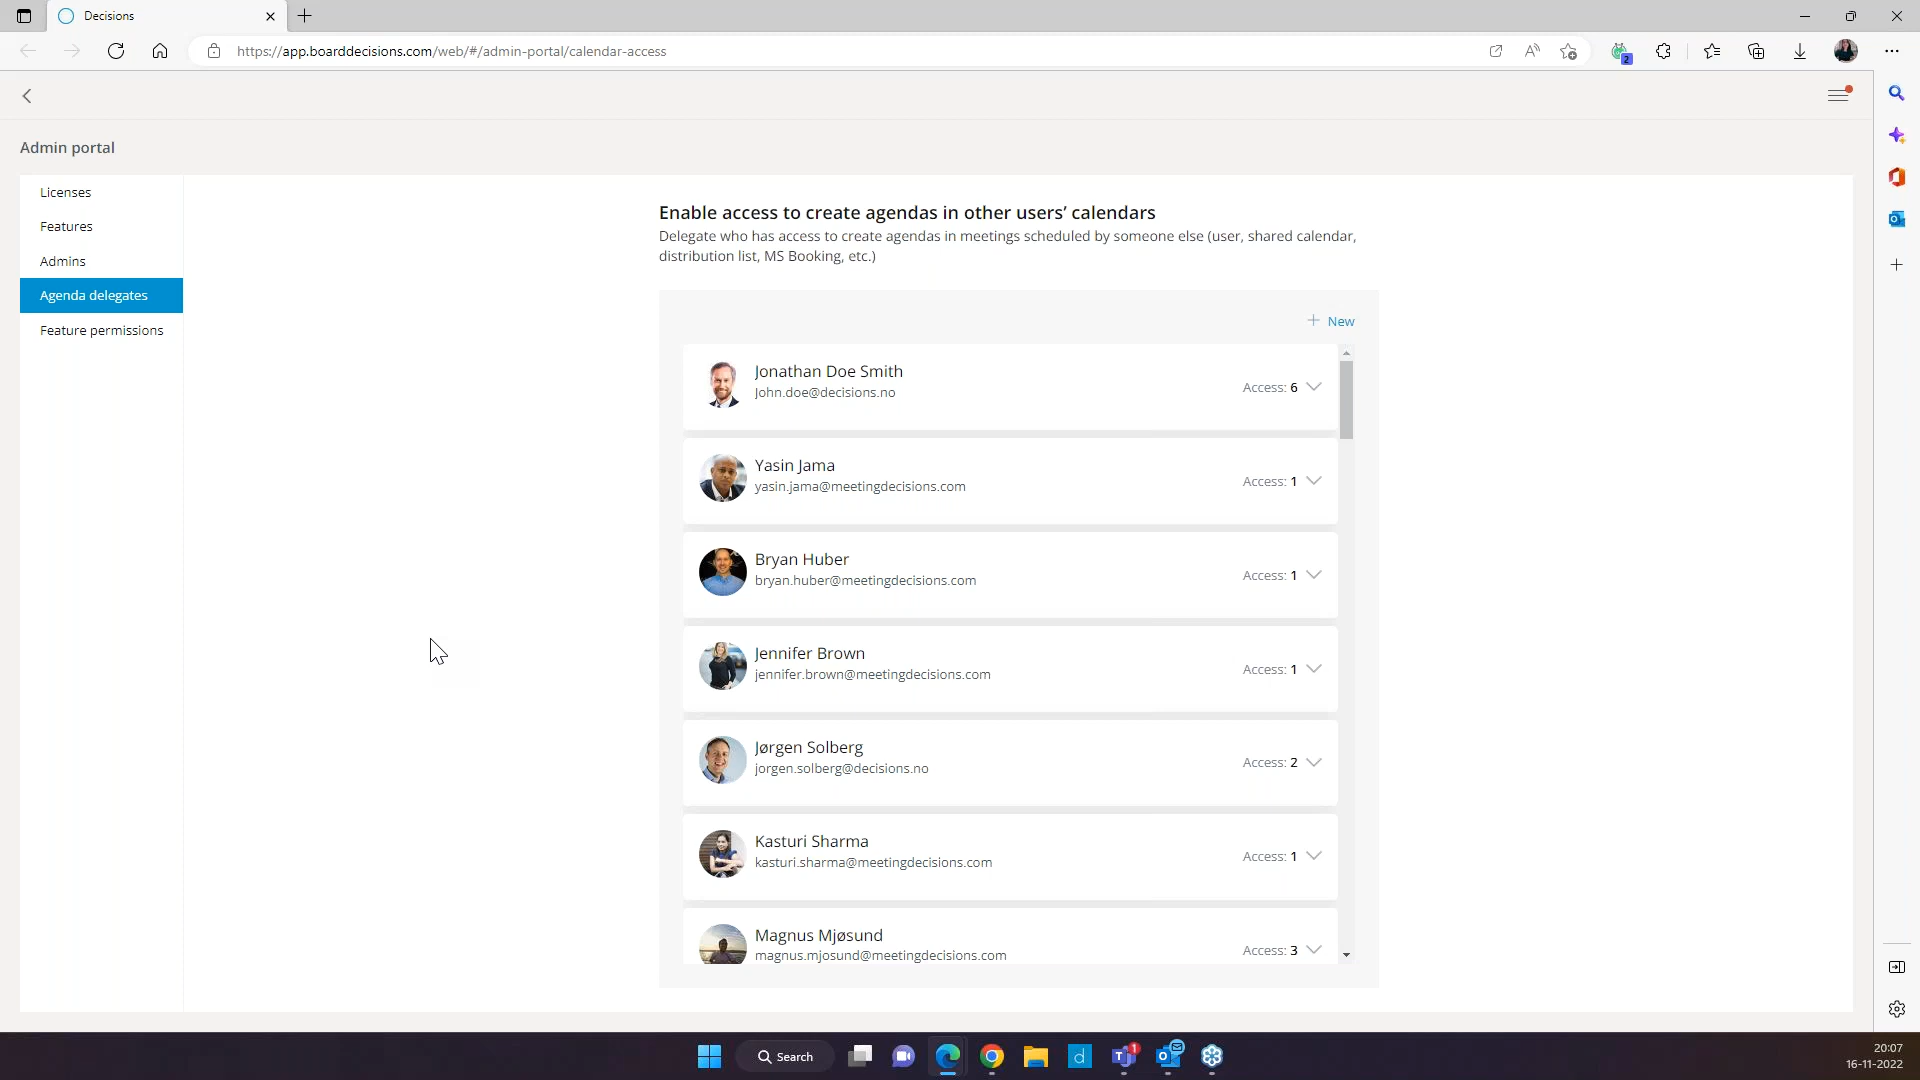 Decisions
https://app.boarddecisions.com/web/#/admin-portal/calendar-access
2
Admin portal
Licenses
Features
Admins
Agenda delegates
Feature permissions
Enable access to create agendas in other users’ calendars
Delegate who has access to create agendas in meetings scheduled by someone else (user, shared calendar,
distribution list, MS Booking, etc.)
New
Jonathan Doe Smith
John.doe@decisions.no
Access: 6
Yasin Jama
yasin.jama@meetingdecisions.com
Access: 1
Bryan Huber
bryan.huber@meetingdecisions.com
Access: 1
Jennifer Brown
jennifer.brown@meetingdecisions.com
Access: 1
Jørgen Solberg
jorgen.solberg@decisions.no
Access: 2
Kasturi Sharma
kasturi.sharma@meetingdecisions.com
Access: 1
Magnus Mjøsund
magnus.mjosund@meetingdecisions.com
Access: 3
Search
d
1
20:07
16-11-2022